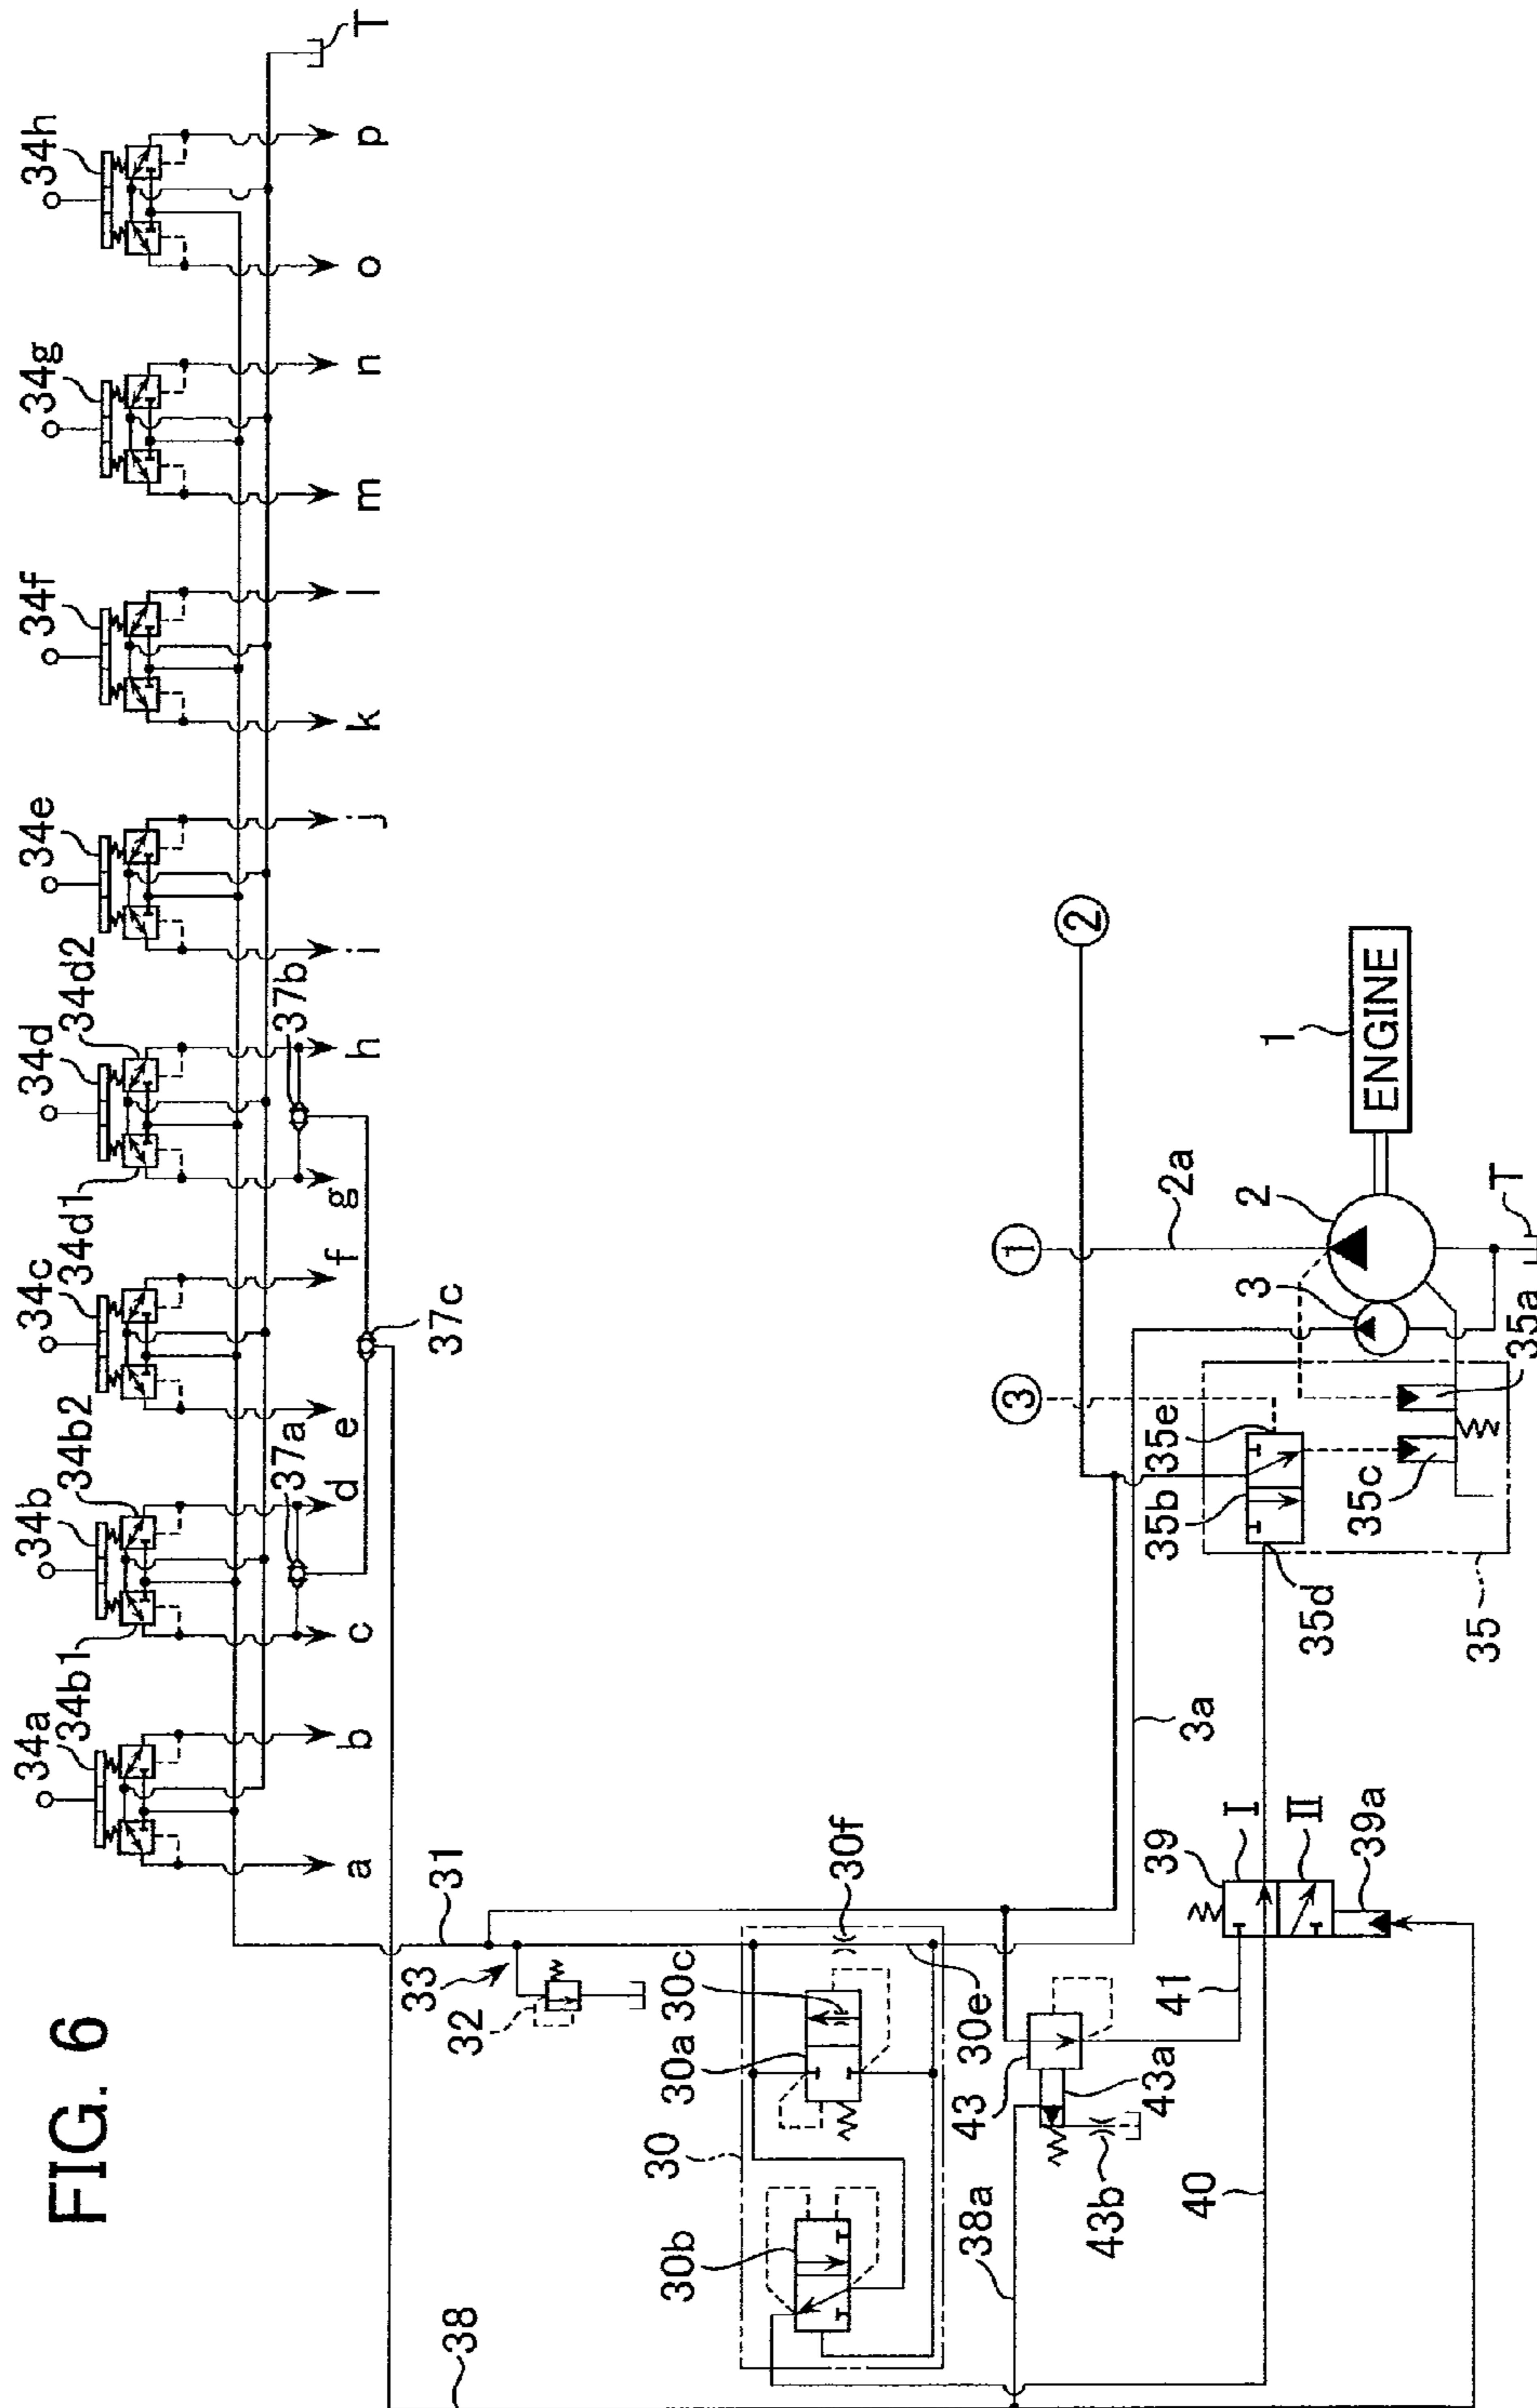 FIG. 6
34a
34b1
34b
34b2
34c
34d1
34d
34d2
34e
34f
34g
34h
T
a
b
c
d
e
f
g
h
i
j
k
l
m
n
o
p
37a
37b
37c
38
31
33
32
30
30a
30b
30c
30e
30f
38a
43
43a
43b
41
40
39
I
II
39a
3a
35
35a
35b
35c
35d
35e
1
2
3
2a
3
2
1
ENGINE
T